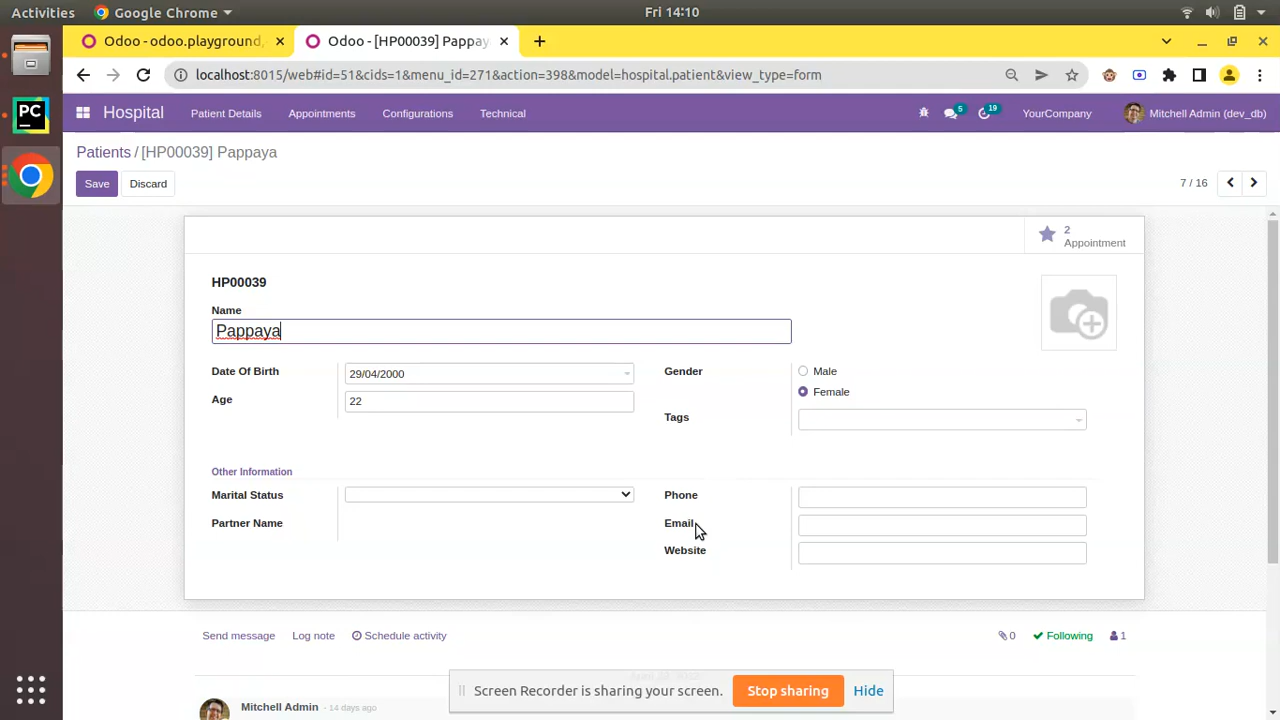 Activities Google Chrome Fri 14:10
Odoo - odoo.playground, Odoo - [HP00039] Pappay
localhost:8015/web#id=51&cids=1&menu_id=271&action=398&model=hospital.patient&view_type=form
Hospital Patient Details Appointments Configurations Technical 5 19 YourCompany Mitchell Admin (dev_db)
Patients / [HP00039] Pappaya
Save Discard 7 / 16
2
Appointment
HP00039
Name
Pappaya
Date Of Birth 29/04/2000 Gender Male
Age 22 Female
Tags
Other Information
Marital Status Phone
Partner Name Email
Website
Send message Log note Schedule activity 0 Following 1
Screen Recorder is sharing your screen. Stop sharing Hide
Mitchell Admin - 14 days ago
PC